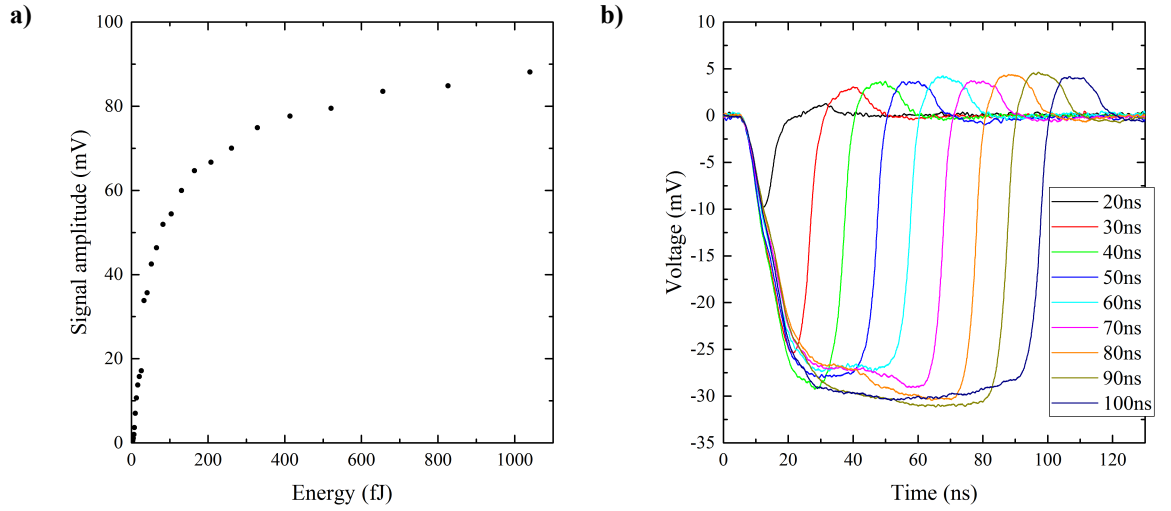 a)
100
80
60
40
20
0
Signal amplitude (mV)
0 200 400 600 800 1000
Energy (fJ)
b)
10
5
0
-5
-10
-15
-20
-25
-30
-35
Voltage (mV)
0 20 40 60 80 100 120
Time (ns)
20ns
30ns
40ns
50ns
60ns
70ns
80ns
90ns
100ns